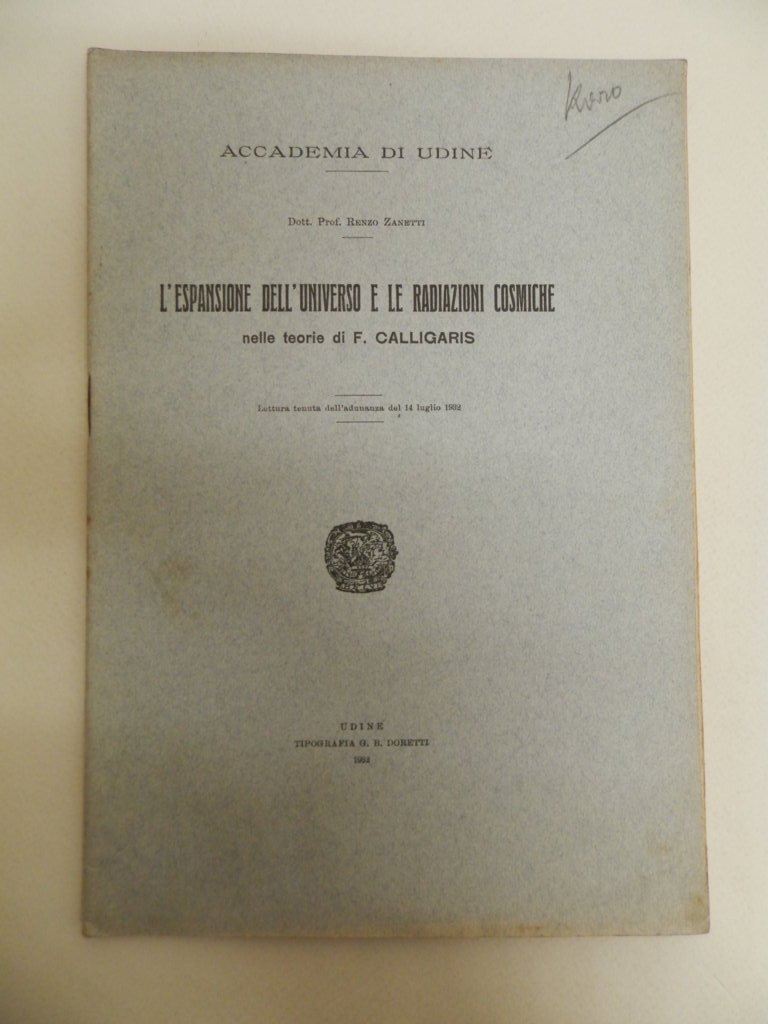 ACCADEMIA DI UDINE
Dott. Prof. RENZO ZANETTI
L'ESPANSIONE DELL'UNIVERSO E LE RADIAZIONI COSMICHE
nelle teorie di F. CALLIGARIS
Lettura tenuta dell'adunanza del 14 luglio 1932
UDINE
TIPOGRAFIA G. B. DORETTI
1932